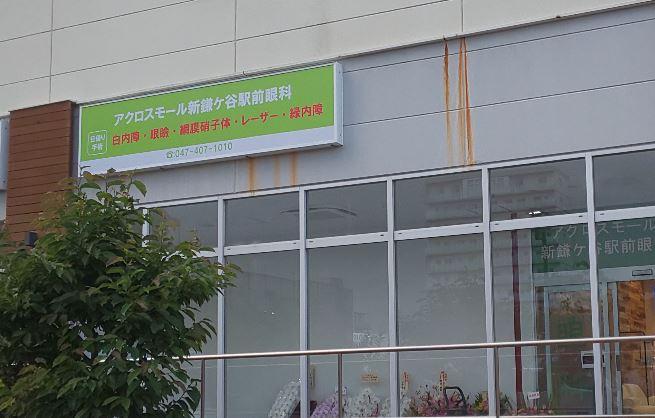 アクロスモール新鎌ケ谷駅前眼科
日帰り
手術
白内障・眼瞼・網膜硝子体・レーザー・緑内障
☎047-407-1010
アクロスモール
新鎌ケ谷駅前眼